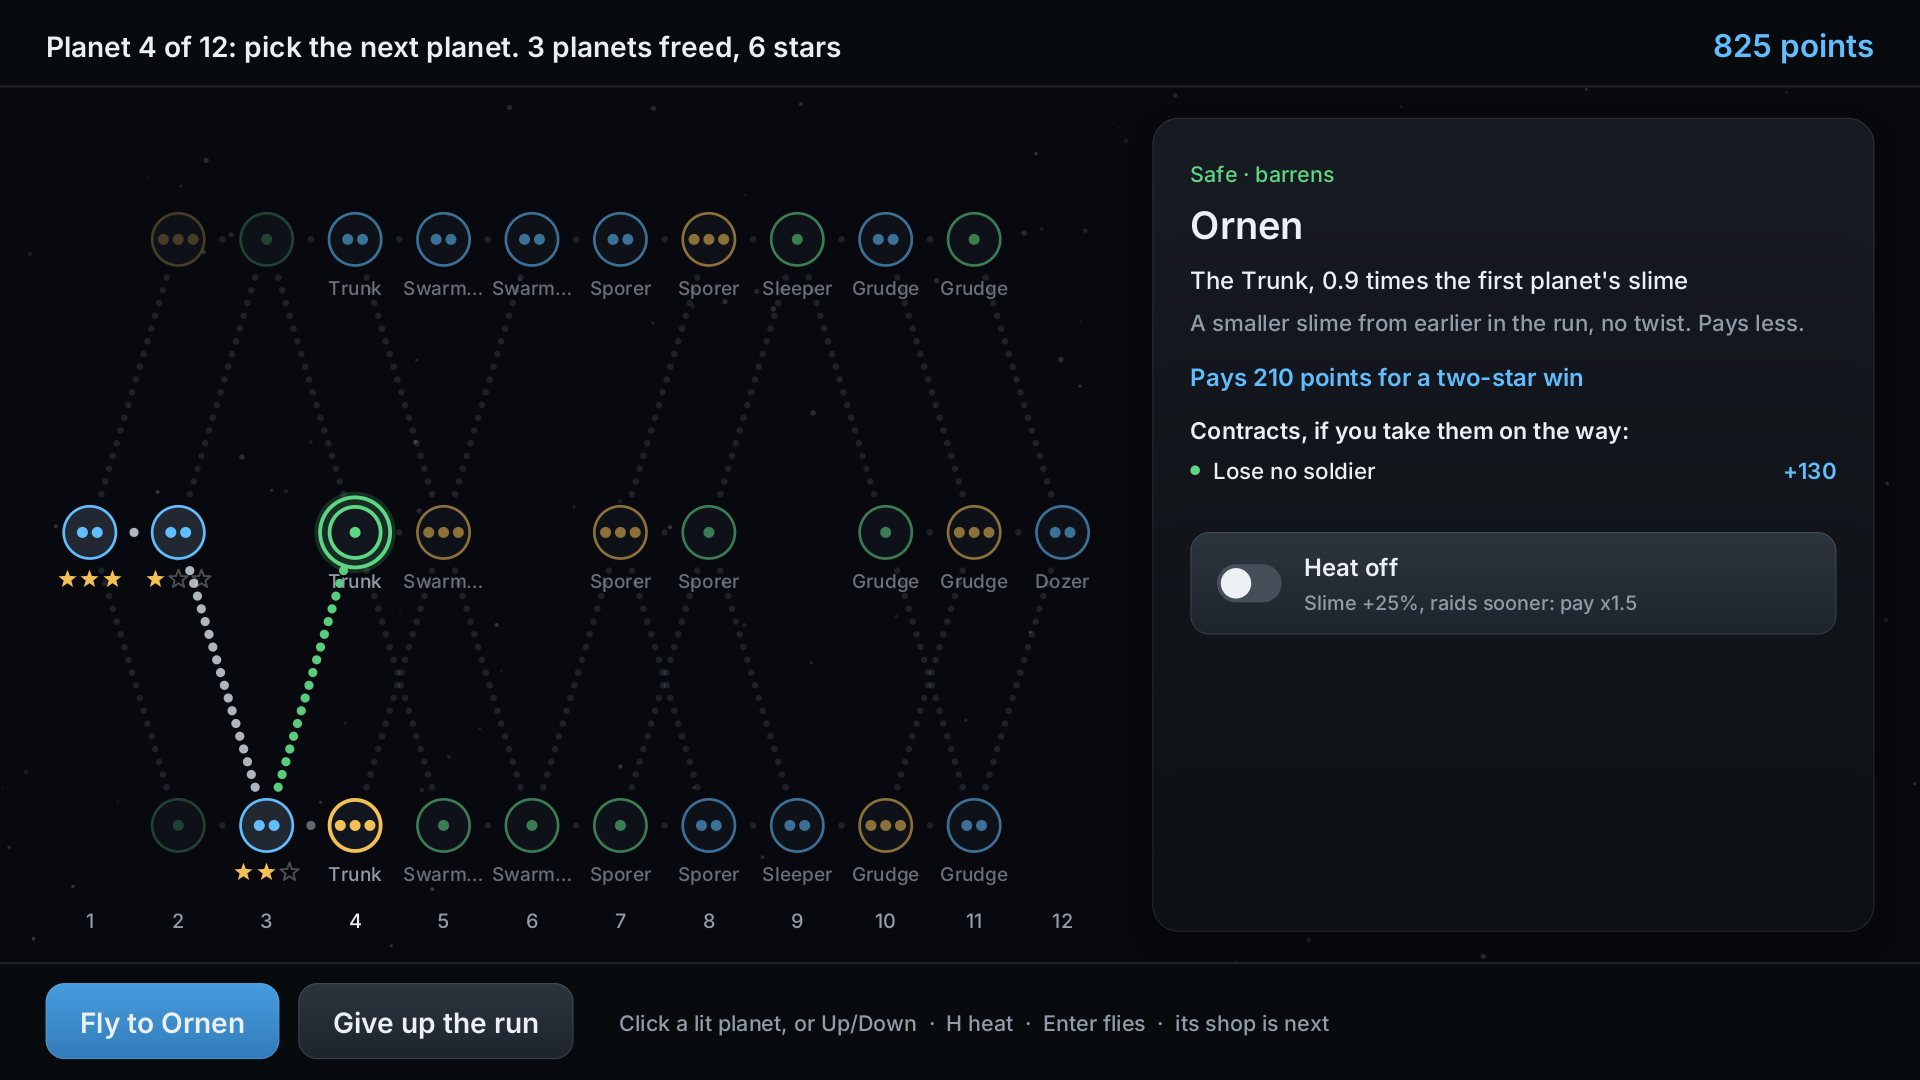 Planet 4 of 12: pick the next planet. 3 planets freed, 6 stars
825 points
Trunk Swarm... Swarm... Sporer Sporer Sleeper Grudge Grudge
Trunk Swarm... Sporer Sporer Grudge Grudge Dozer
Trunk Swarm... Swarm... Sporer Sporer Sleeper Grudge Grudge
1 2 3 4 5 6 7 8 9 10 11 12
Safe · barrens
Ornen
The Trunk, 0.9 times the first planet's slime
A smaller slime from earlier in the run, no twist. Pays less.
Pays 210 points for a two-star win
Contracts, if you take them on the way:
Lose no soldier +130
Heat off
Slime +25%, raids sooner: pay x1.5
Fly to Ornen
Give up the run
Click a lit planet, or Up/Down · H heat · Enter flies · its shop is next